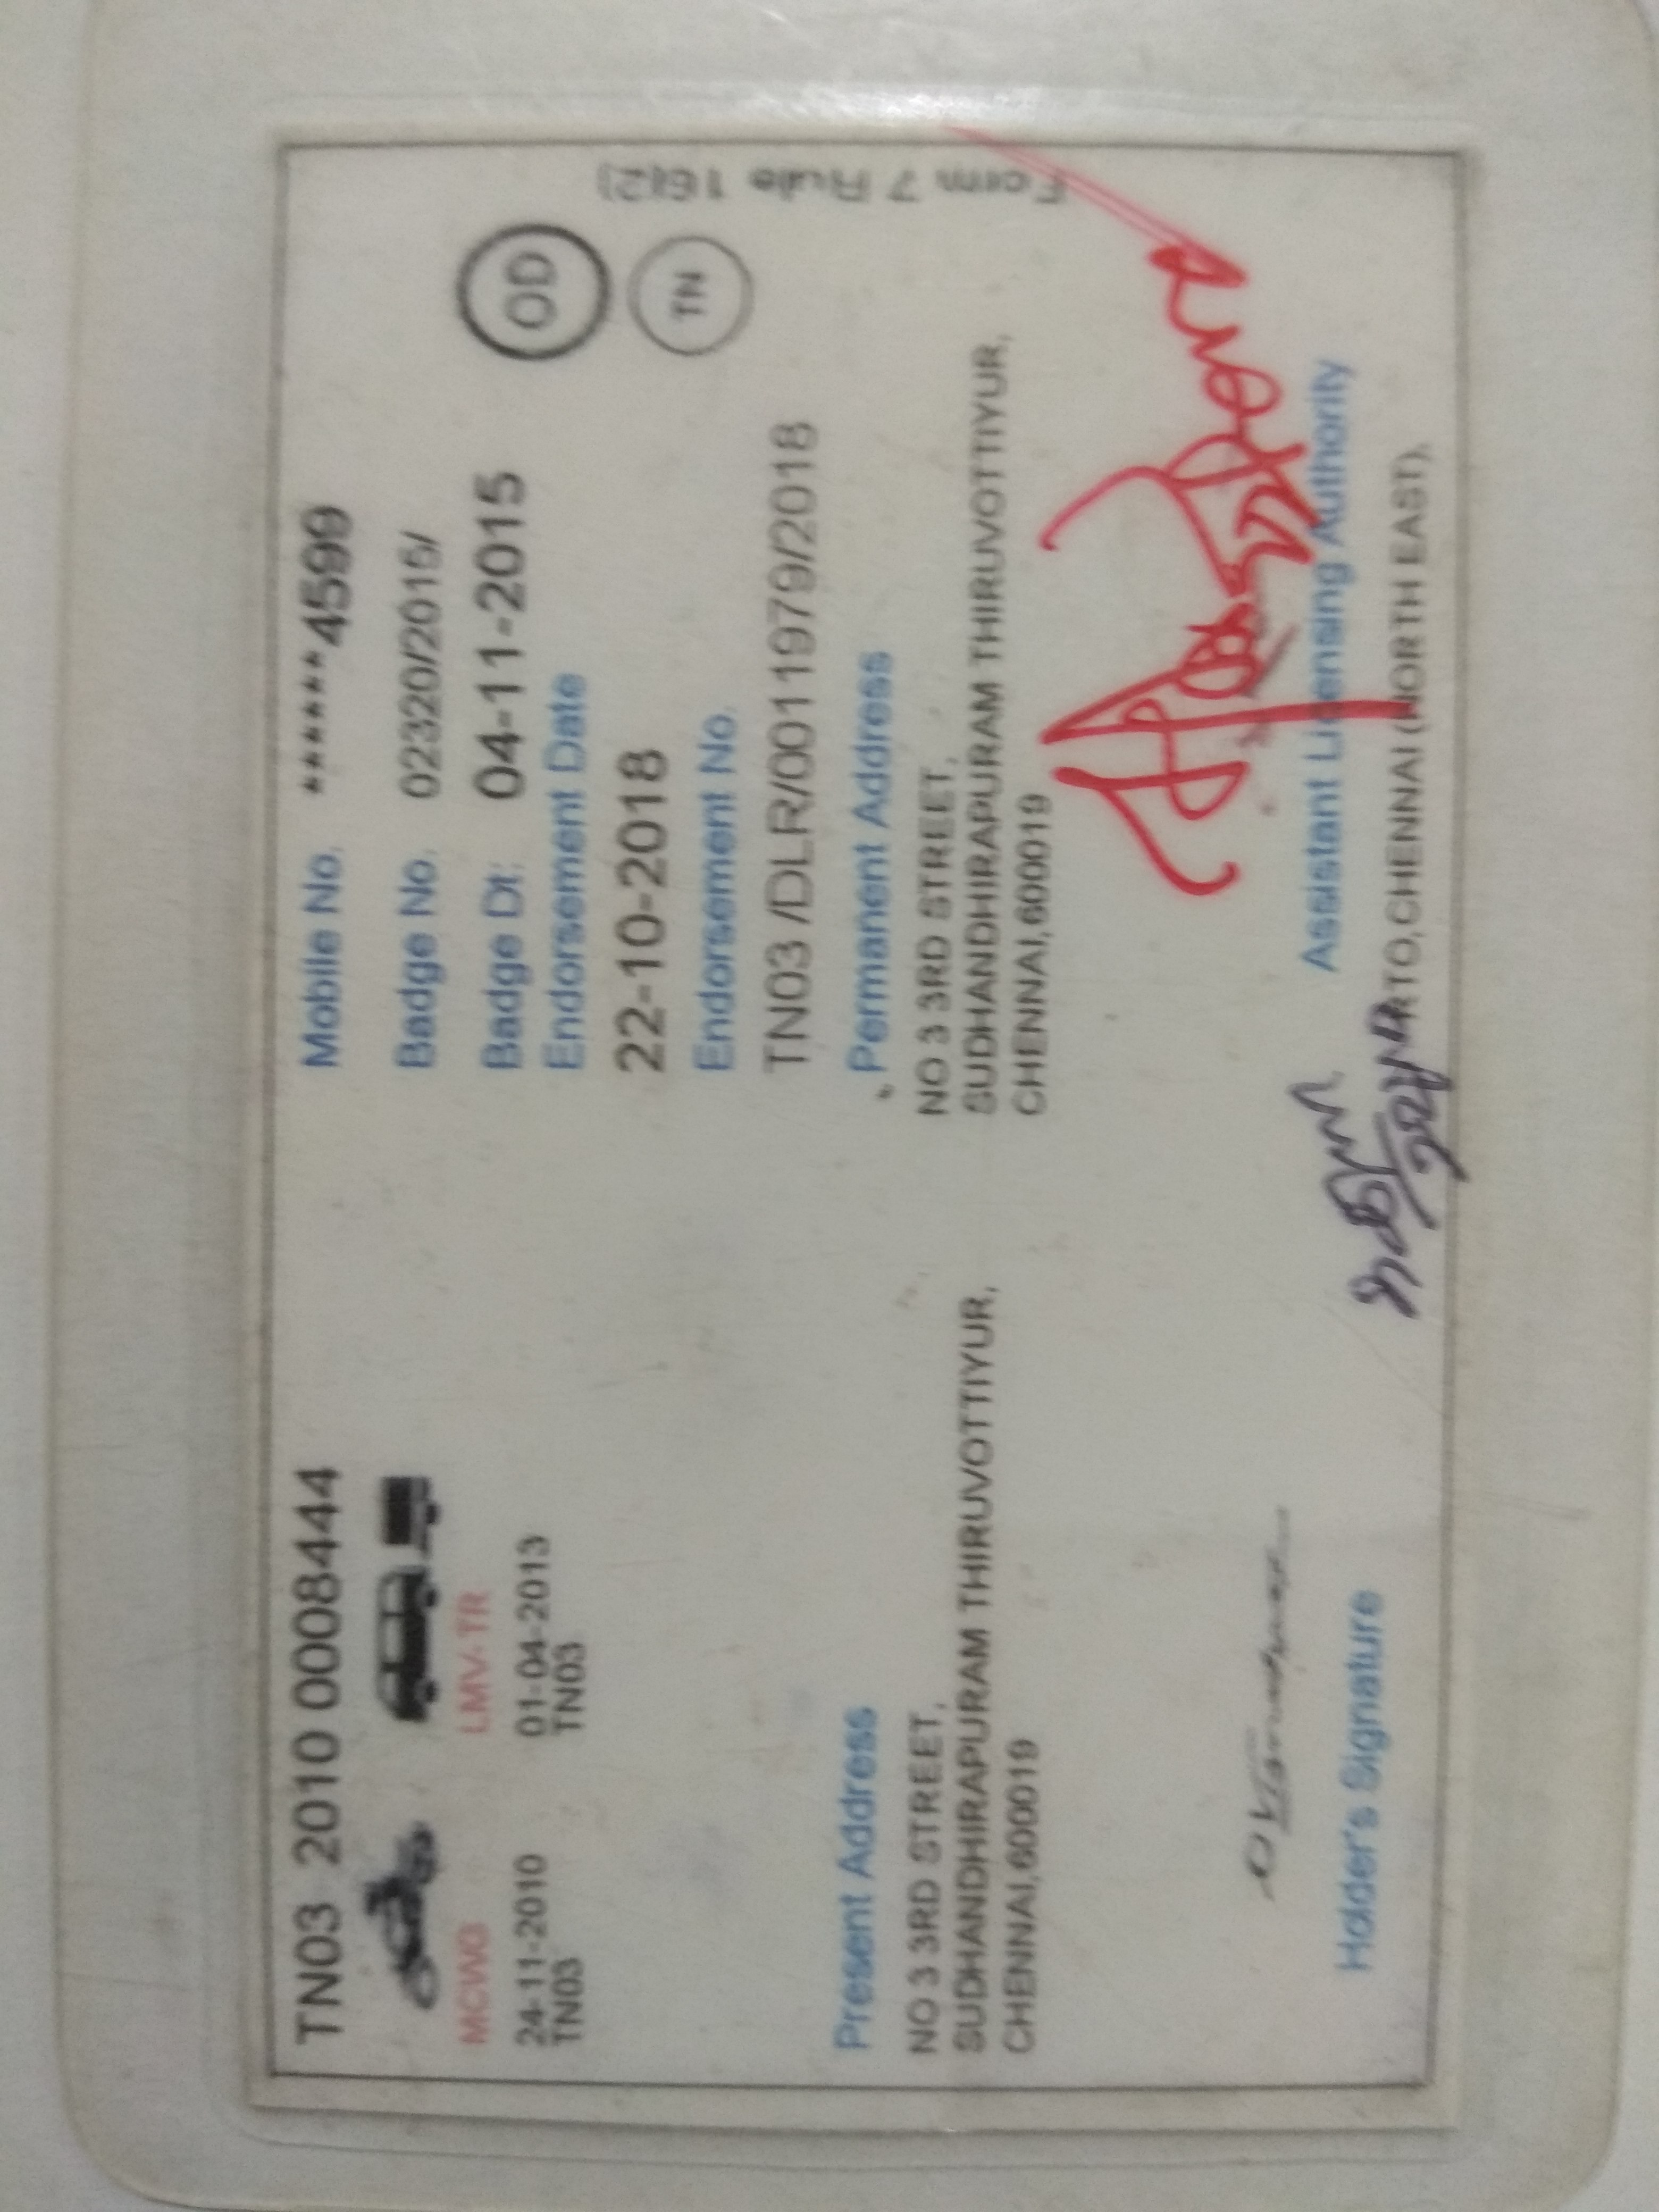 TN03 2010 0008444
MCWG
24-11-2010
TN03
LMV-TR
01-04-2013
TN03
Mobile No. ******4599
Badge No. 02320/2015/
Badge Dt: 04-11-2015
Endorsement Date
22-10-2018
Endorsement No.
TN03 /DLR/0011979/2018
OD
TN
Form 7 Rule 16(2)
Present Address
NO 3 3RD STREET,
SUDHANDHIRAPURAM THIRUVOTTIYUR,
CHENNAI,600019
Permanent Address
NO 3 3RD STREET,
SUDHANDHIRAPURAM THIRUVOTTIYUR,
CHENNAI,600019
Holder's Signature
Assistant Licensing Authority
RTO,CHENNAI (NORTH EAST),